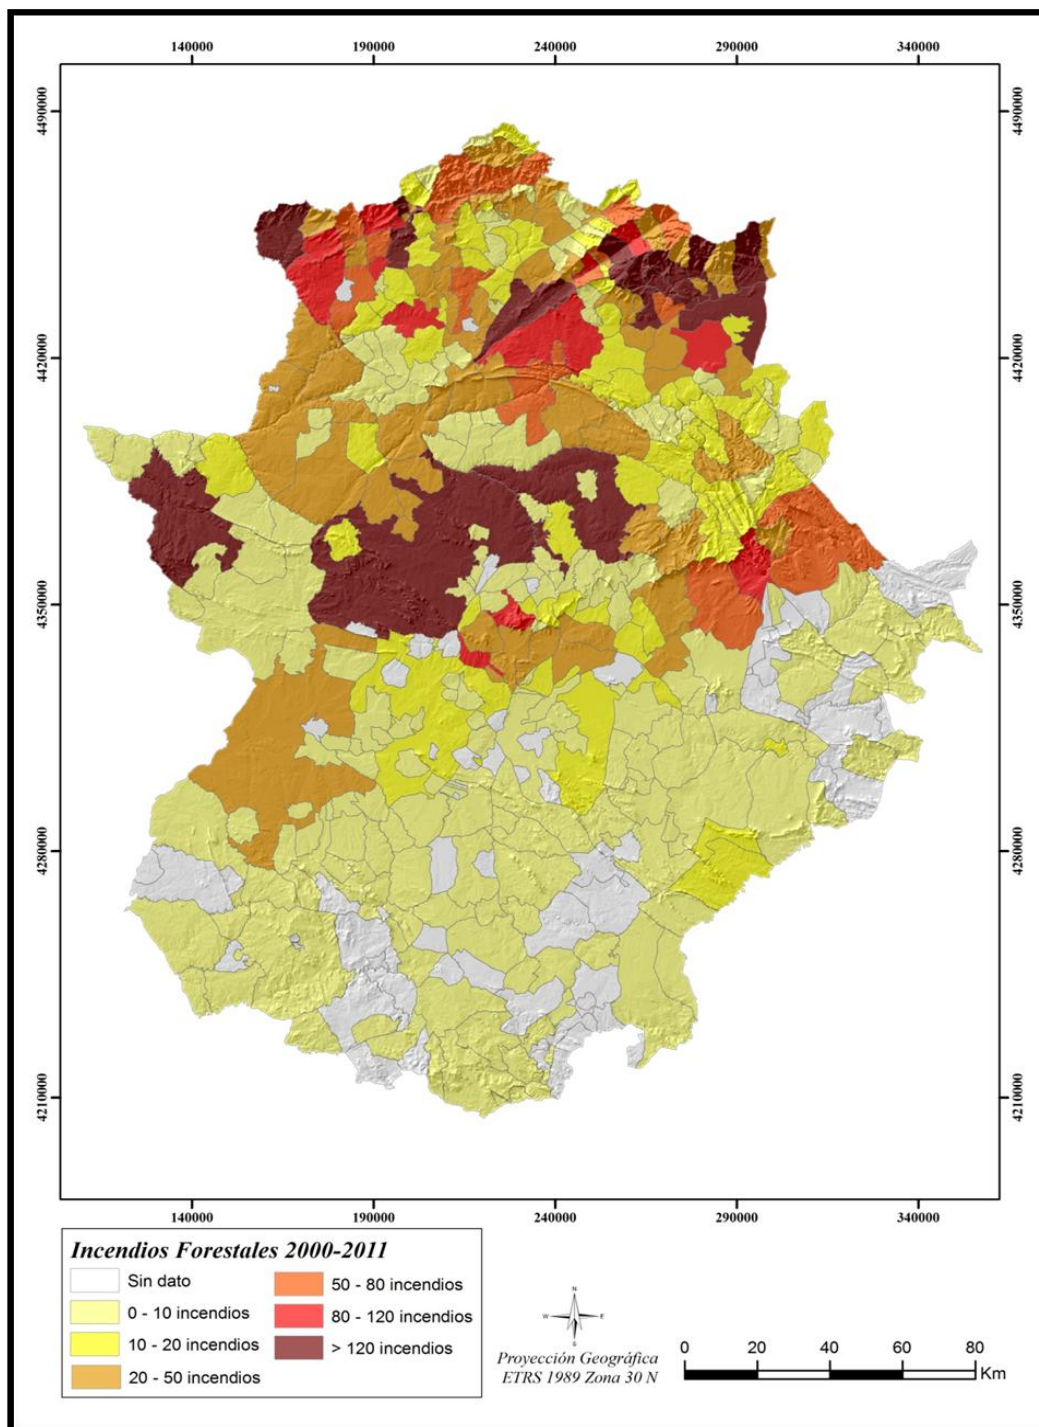 140000 190000 240000 290000 340000
4490000 4490000
4420000 4420000
4350000 4350000
4280000 4280000
4210000 4210000
140000 190000 240000 290000 340000
Incendios Forestales 2000-2011
Sin dato
0 - 10 incendios
10 - 20 incendios
20 - 50 incendios
50 - 80 incendios
80 - 120 incendios
> 120 incendios
N
W E
S
Proyección Geográfica
ETRS 1989 Zona 30 N
0 20 40 60 80
Km